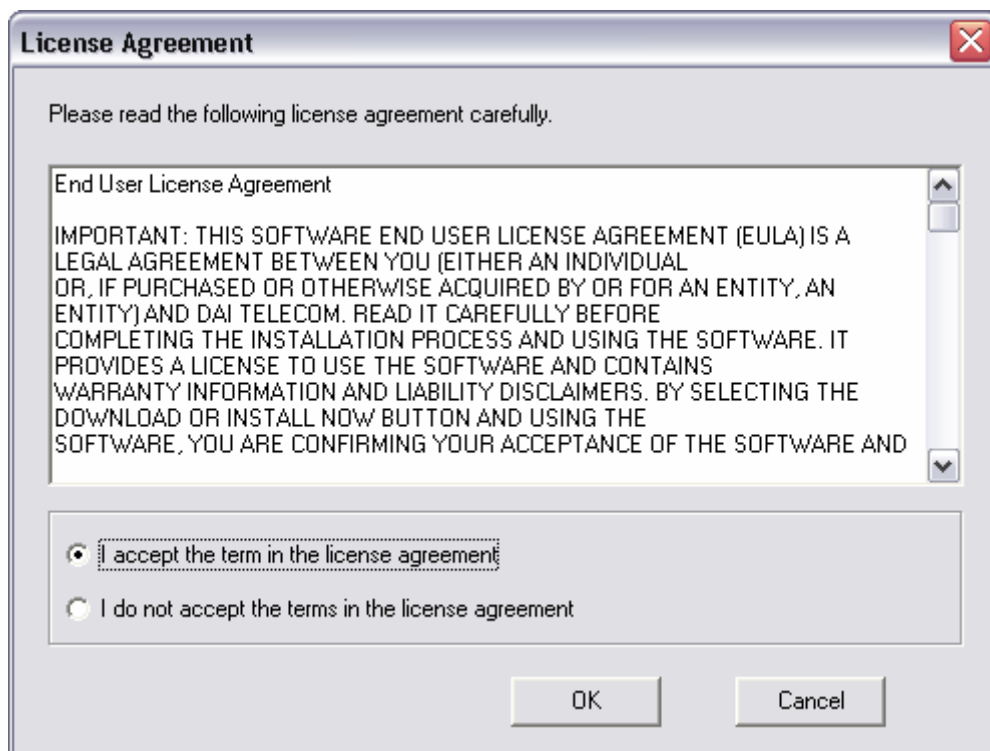 License Agreement
Please read the following license agreement carefully.
End User License Agreement
IMPORTANT: THIS SOFTWARE END USER LICENSE AGREEMENT (EULA) IS A
LEGAL AGREEMENT BETWEEN YOU (EITHER AN INDIVIDUAL
OR, IF PURCHASED OR OTHERWISE ACQUIRED BY OR FOR AN ENTITY, AN
ENTITY) AND DAI TELECOM. READ IT CAREFULLY BEFORE
COMPLETING THE INSTALLATION PROCESS AND USING THE SOFTWARE. IT
PROVIDES A LICENSE TO USE THE SOFTWARE AND CONTAINS
WARRANTY INFORMATION AND LIABILITY DISCLAIMERS. BY SELECTING THE
DOWNLOAD OR INSTALL NOW BUTTON AND USING THE
SOFTWARE, YOU ARE CONFIRMING YOUR ACCEPTANCE OF THE SOFTWARE AND
I accept the term in the license agreement
I do not accept the terms in the license agreement
OK Cancel